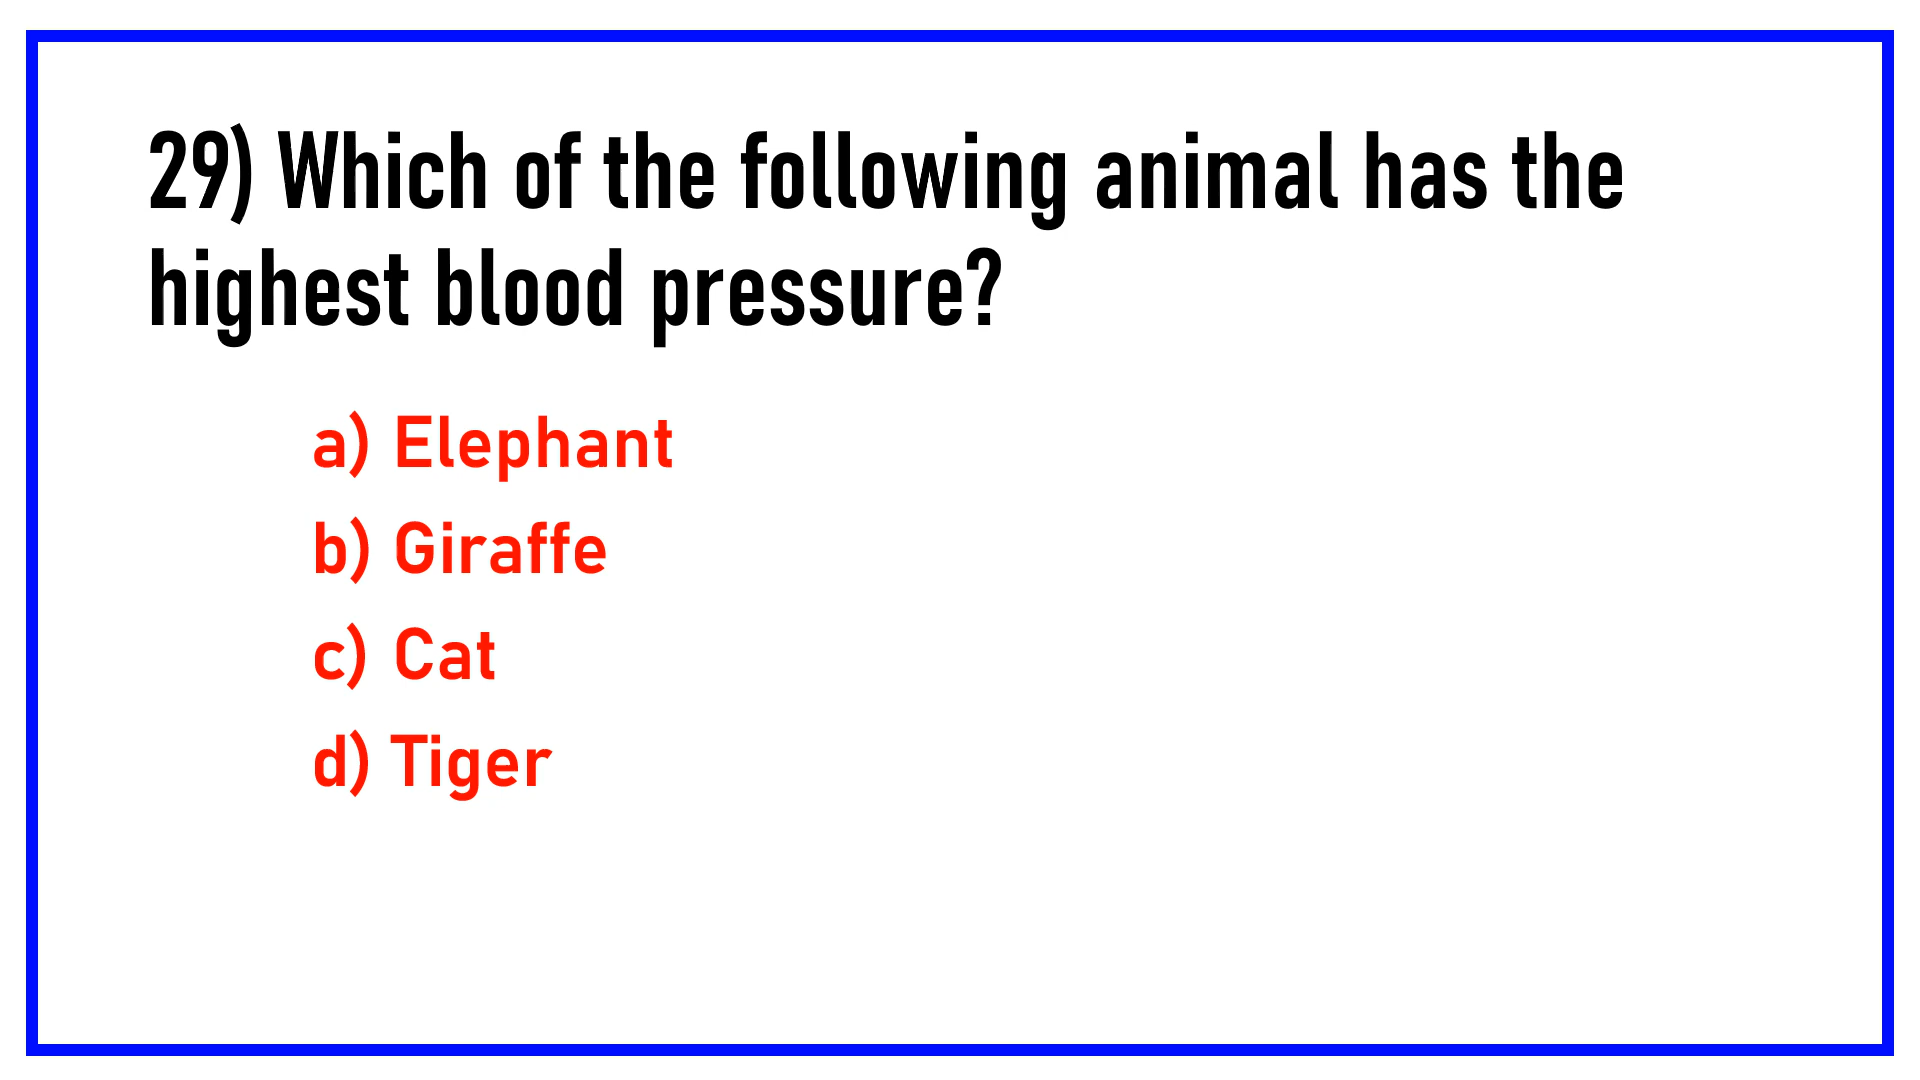 29) Which of the following animal has the
highest blood pressure?
a) Elephant
b) Giraffe
c) Cat
d) Tiger